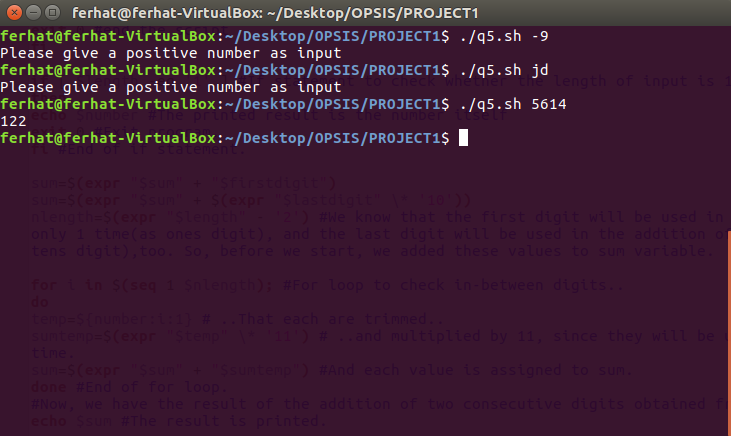 ferhat@ferhat-VirtualBox: ~/Desktop/OPSIS/PROJECT1
ferhat@ferhat-VirtualBox:~/Desktop/OPSIS/PROJECT1$ ./q5.sh -9
Please give a positive number as input
ferhat@ferhat-VirtualBox:~/Desktop/OPSIS/PROJECT1$ ./q5.sh jd
Please give a positive number as input
to check whether the length of input is 1
ferhat@ferhat-VirtualBox:~/Desktop/OPSIS/PROJECT1$ ./q5.sh 5614
echo $number #The printed result is the number itself
122
ferhat@ferhat-VirtualBox:~/Desktop/OPSIS/PROJECT1$
fi #End of if statement.
sum=$(expr "$sum" + "$firstdigit")
sum=$(expr "$sum" + $(expr "$lastdigit" \* '10'))
nlength=$(expr "$length" - '2') #We know that the first digit will be used in
only 1 time(as ones digit), and the last digit will be used in the addition
tens digit),too. So, before we start, we added these values to sum variable.
for i in $(seq 1 $nlength); #For loop to check in-between digits..
do
temp=${number:i:1} # ..That each are trimmed..
sumtemp=$(expr "$temp" \* '11') # ..and multiplied by 11, since they will be
time.
sum=$(expr "$sum" + "$sumtemp") #And each value is assigned to sum.
done #End of for loop.
#Now, we have the result of the addition of two consecutive digits obtained
echo $sum #The result is printed.